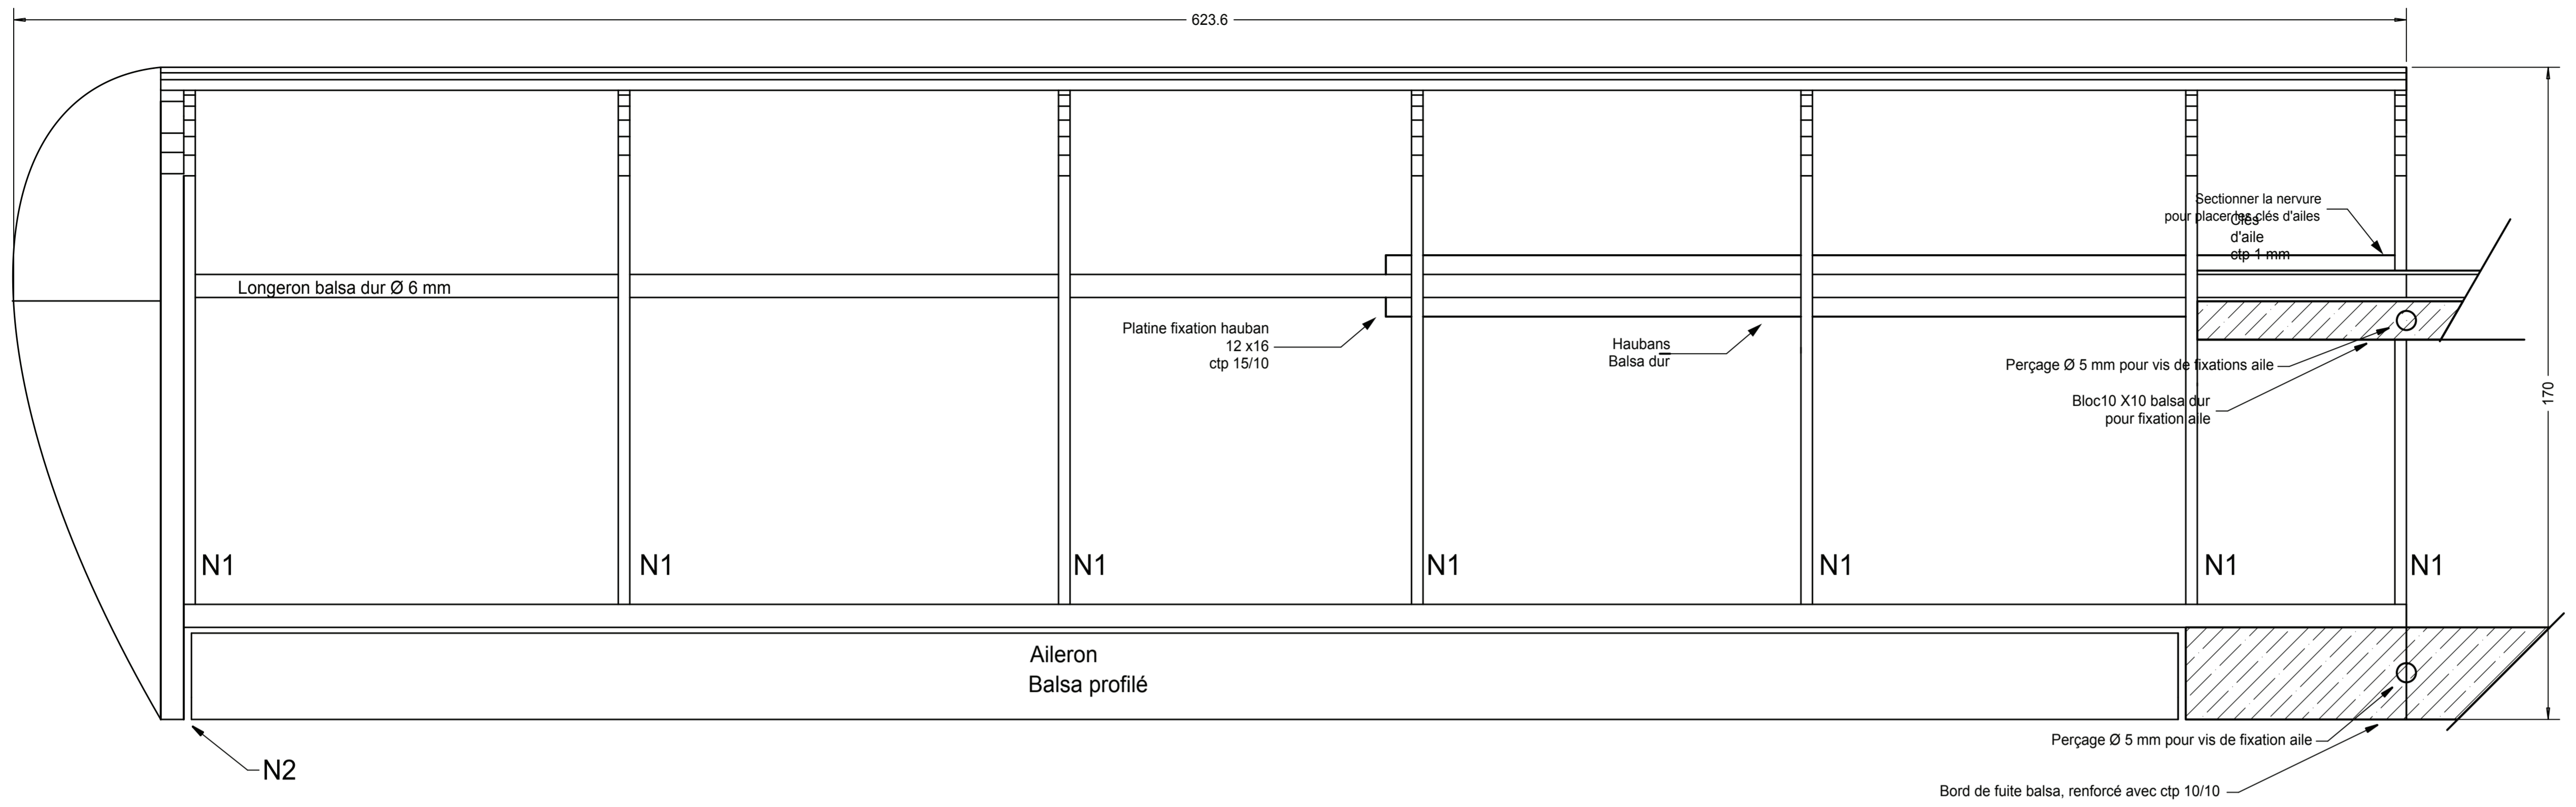 623.6
Sectionner la nervure
pour placer les clés d'ailes
Clés
d'aile
ctp 1 mm
Longeron balsa dur Ø 6 mm
Platine fixation hauban
12 x16
ctp 15/10
Haubans
Balsa dur
Perçage Ø 5 mm pour vis de fixations aile
Bloc10 X10 balsa dur
pour fixation aile
170
N1
N1
N1
N1
N1
N1
N1
Aileron
Balsa profilé
N2
Perçage Ø 5 mm pour vis de fixation aile
Bord de fuite balsa, renforcé avec ctp 10/10